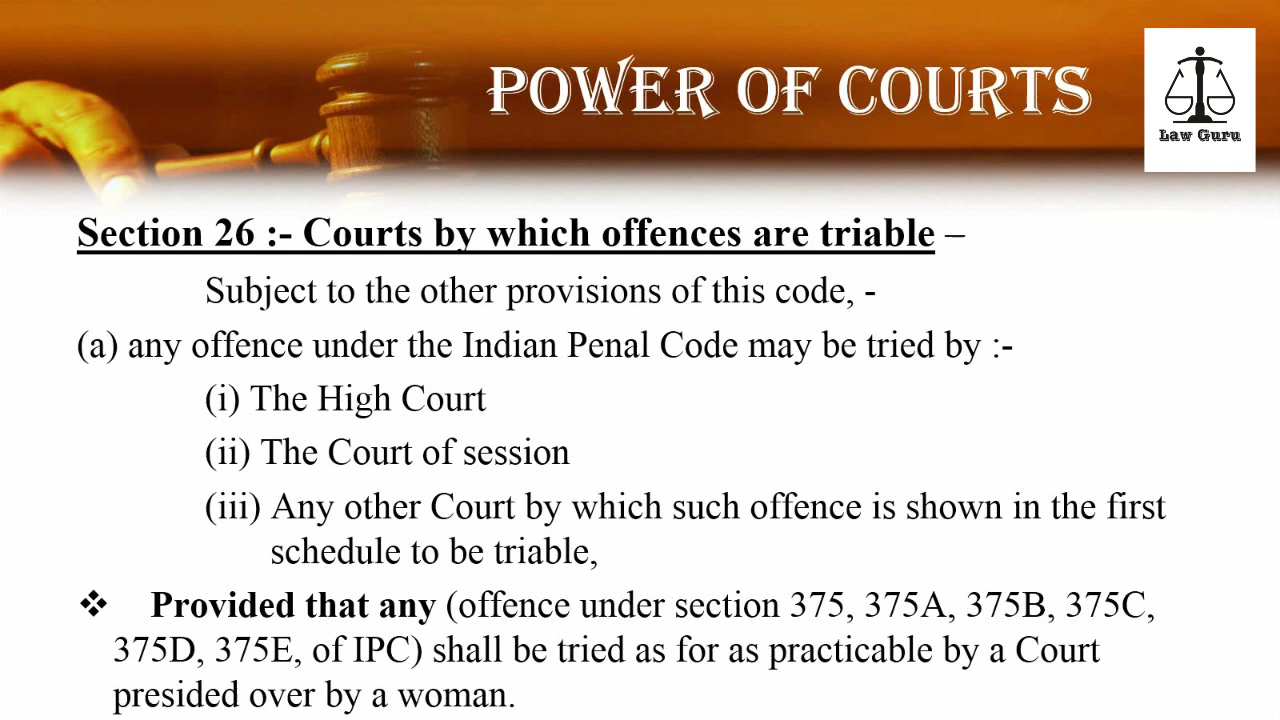 POWER OF COURTS
Law Guru
Section 26 :- Courts by which offences are triable –
Subject to the other provisions of this code, -
(a) any offence under the Indian Penal Code may be tried by :-
(i) The High Court
(ii) The Court of session
(iii) Any other Court by which such offence is shown in the first
schedule to be triable,
❖ Provided that any (offence under section 375, 375A, 375B, 375C,
375D, 375E, of IPC) shall be tried as for as practicable by a Court
presided over by a woman.